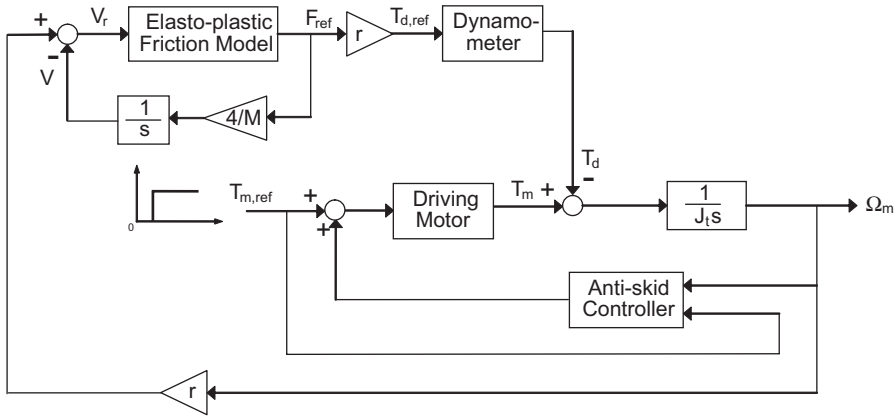 +
V_r
Elasto-plastic
Friction Model
F_ref
r
T_d,ref
Dynamo-
meter
-
V
1
s
4/M
T_d
-
0
T_m,ref
+
+
Driving
Motor
T_m
+
1
J_t s
Ω_m
Anti-skid
Controller
r